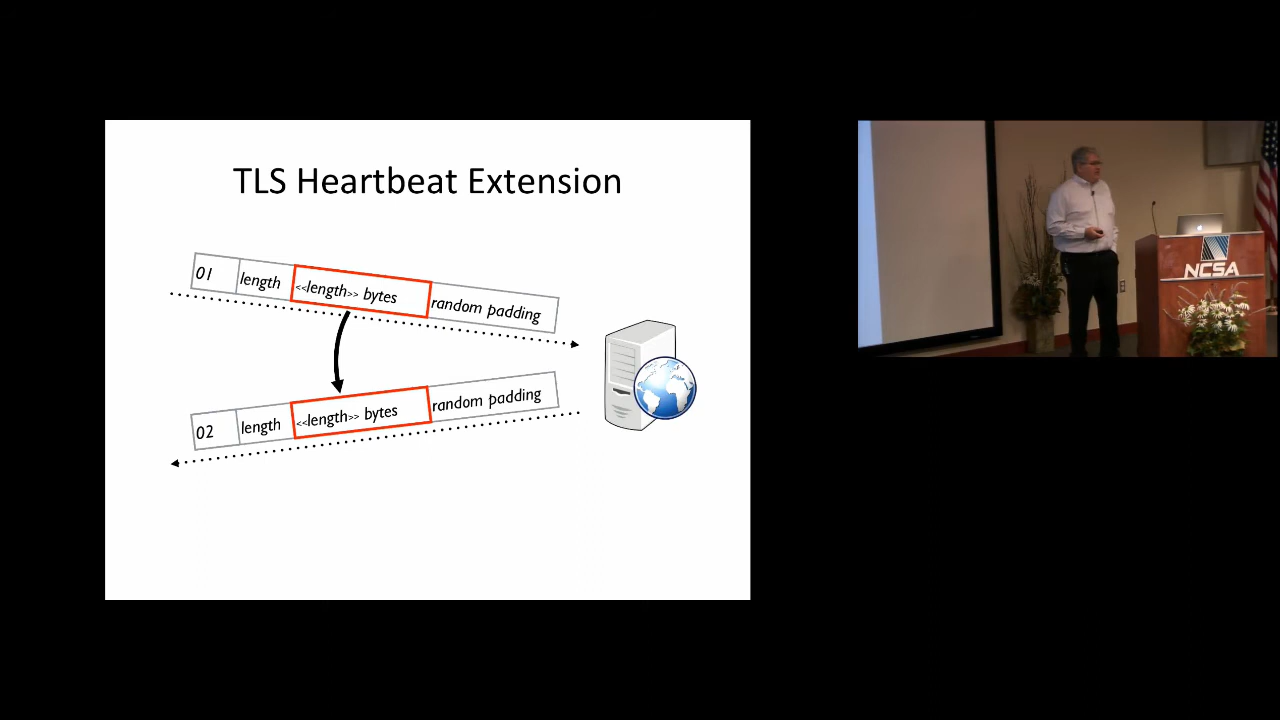 TLS Heartbeat Extension
01 length <<length>> bytes random padding
02 length <<length>> bytes random padding
NCSA